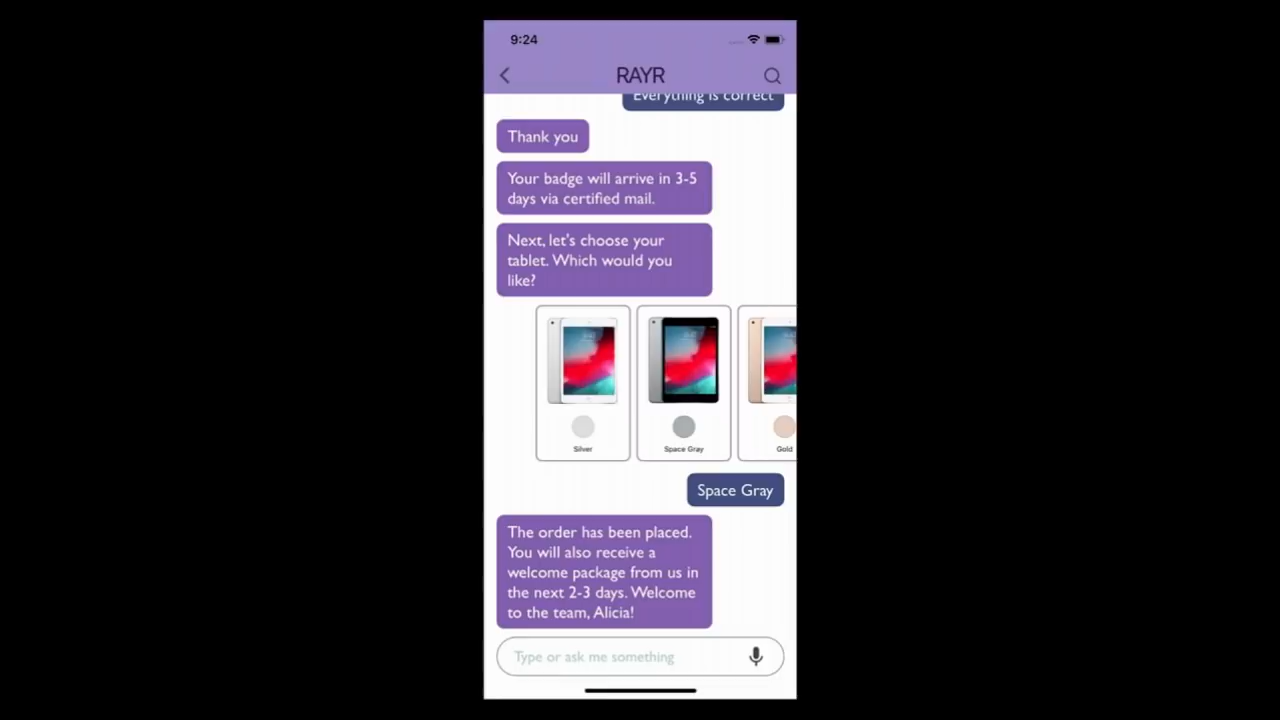 9:24
RAYR
Everything is correct
Thank you
Your badge will arrive in 3-5
days via certified mail.
Next, let's choose your
tablet. Which would you
like?
Silver
Space Gray
Gold
Space Gray
The order has been placed.
You will also receive a
welcome package from us in
the next 2-3 days. Welcome
to the team, Alicia!
Type or ask me something